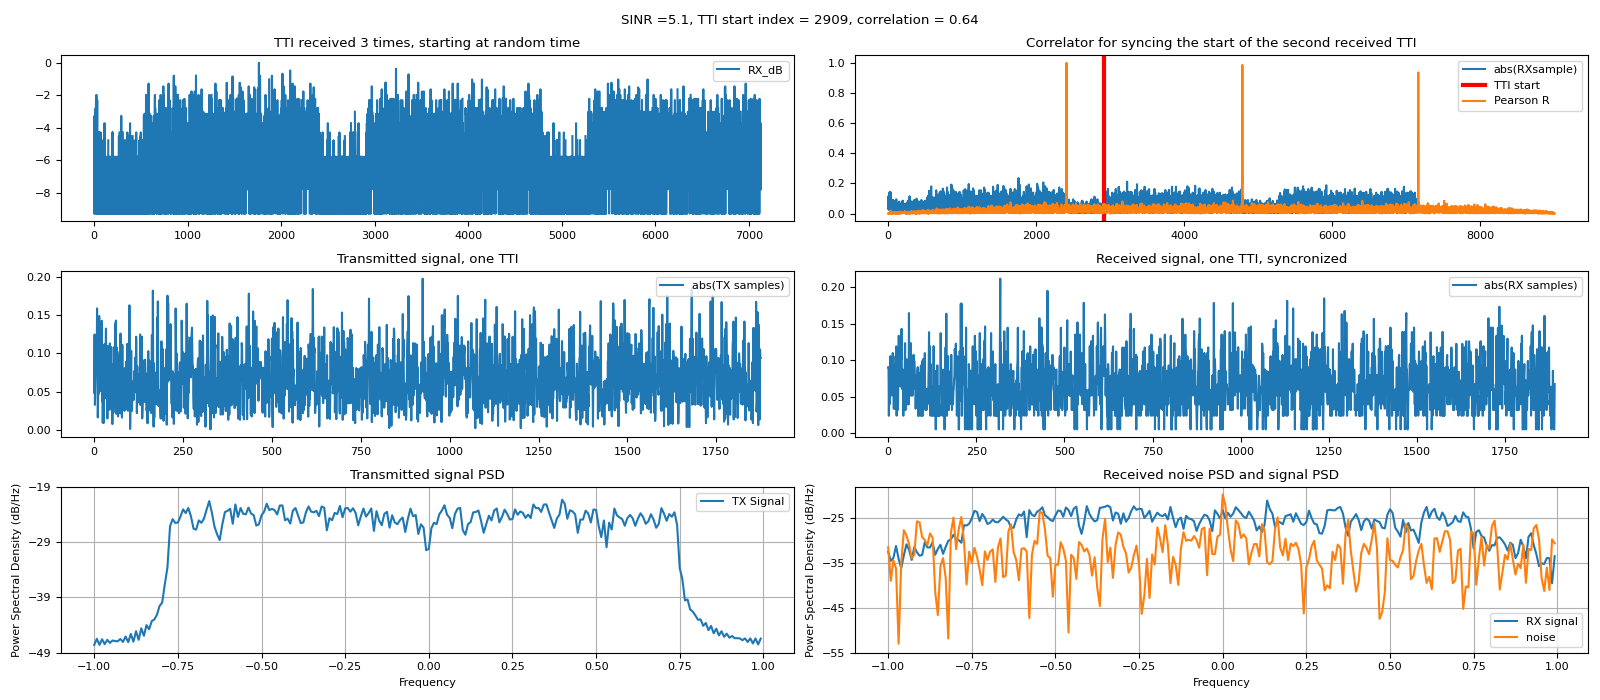 SINR =5.1, TTI start index = 2909, correlation = 0.64
TTI received 3 times, starting at random time
RX_dB
0
−2
−4
−6
−8
0 1000 2000 3000 4000 5000 6000 7000
Correlator for syncing the start of the second received TTI
abs(RXsample)
TTI start
Pearson R
1.0
0.8
0.6
0.4
0.2
0.0
0 2000 4000 6000 8000
Transmitted signal, one TTI
abs(TX samples)
0.20
0.15
0.10
0.05
0.00
0 250 500 750 1000 1250 1500 1750
Received signal, one TTI, syncronized
abs(RX samples)
0.20
0.15
0.10
0.05
0.00
0 250 500 750 1000 1250 1500 1750
Transmitted signal PSD
TX Signal
Power Spectral Density (dB/Hz)
−19
−29
−39
−49
−1.00 −0.75 −0.50 −0.25 0.00 0.25 0.50 0.75 1.00
Frequency
Received noise PSD and signal PSD
Power Spectral Density (dB/Hz)
−25
−35
−45
−55
RX signal
noise
−1.00 −0.75 −0.50 −0.25 0.00 0.25 0.50 0.75 1.00
Frequency